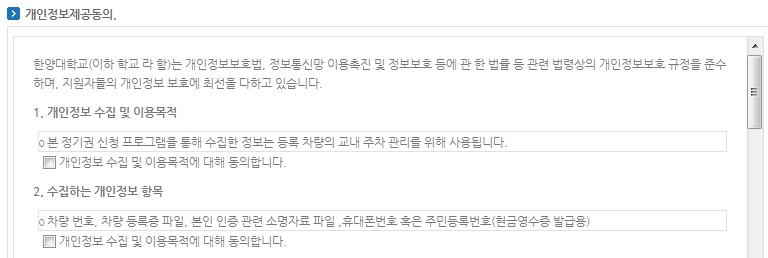 개인정보제공동의.
한양대학교(이하 학교 라 함)는 개인정보보호법, 정보통신망 이용촉진 및 정보보호 등에 관 한 법률 등 관련 법령상의 개인정보보호 규정을 준수
하며, 지원자들의 개인정보 보호에 최선을 다하고 있습니다.
1. 개인정보 수집 및 이용목적
o 본 정기권 신청 프로그램을 통해 수집한 정보는 등록 차량의 교내 주차 관리를 위해 사용됩니다.
개인정보 수집 및 이용목적에 대해 동의합니다.
2. 수집하는 개인정보 항목
o 차량 번호, 차량 등록증 파일, 본인 인증 관련 소명자료 파일 ,휴대폰번호 혹은 주민등록번호(현금영수증 발급용)
개인정보 수집 및 이용목적에 대해 동의합니다.